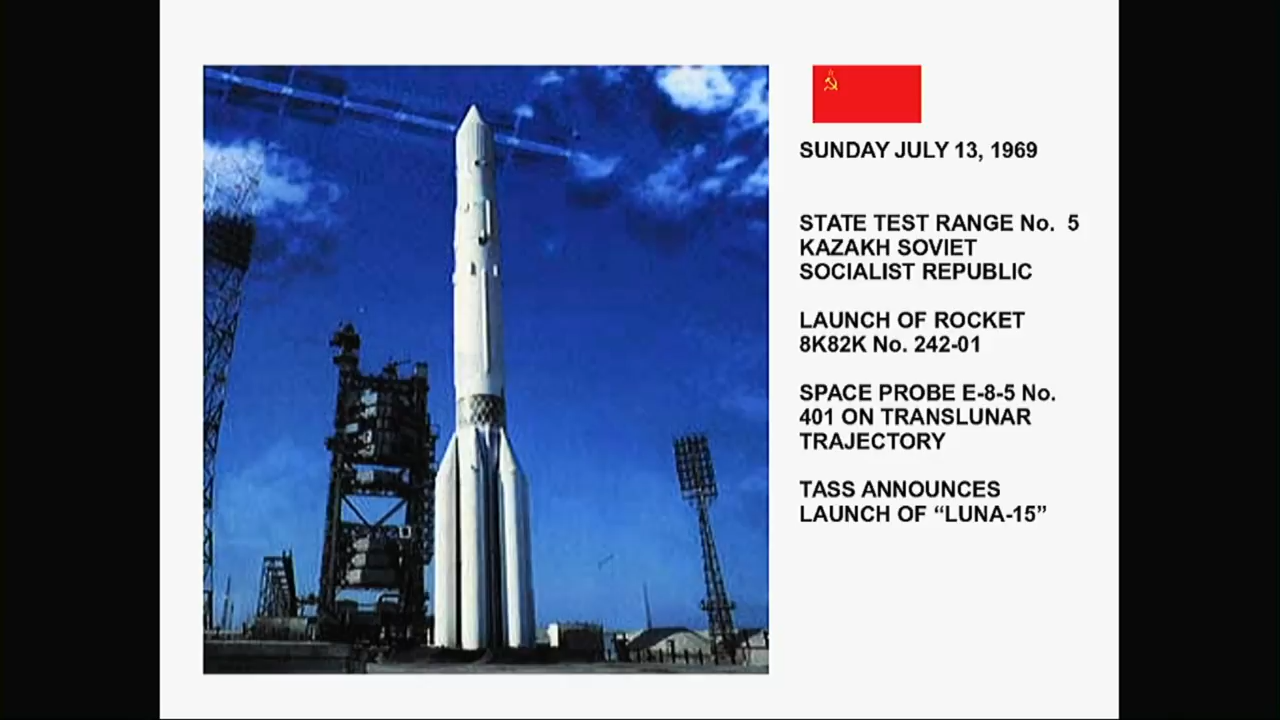 SUNDAY JULY 13, 1969
STATE TEST RANGE No. 5
KAZAKH SOVIET
SOCIALIST REPUBLIC
LAUNCH OF ROCKET
8K82K No. 242-01
SPACE PROBE E-8-5 No.
401 ON TRANSLUNAR
TRAJECTORY
TASS ANNOUNCES
LAUNCH OF “LUNA-15”